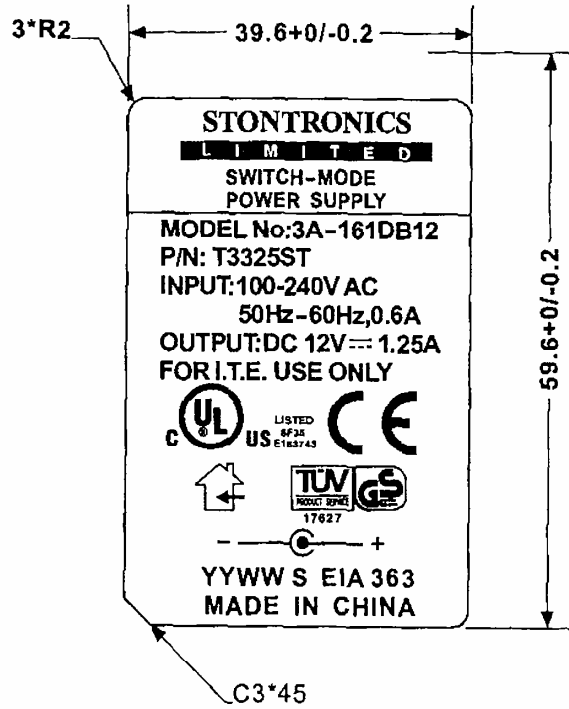 3*R2
39.6+0/-0.2
59.6+0/-0.2
STONTRONICS
LIMITED
SWITCH-MODE
POWER SUPPLY
MODEL No:3A-161DB12
P/N: T3325ST
INPUT:100-240V AC
50Hz-60Hz,0.6A
OUTPUT:DC 12V⎓1.25A
FOR I.T.E. USE ONLY
C UL ® US
LISTED
E183743
CE
TÜV
PRODUCT SERVICE
GS
17627
- +
YYWW S E1A 363
MADE IN CHINA
C3*45